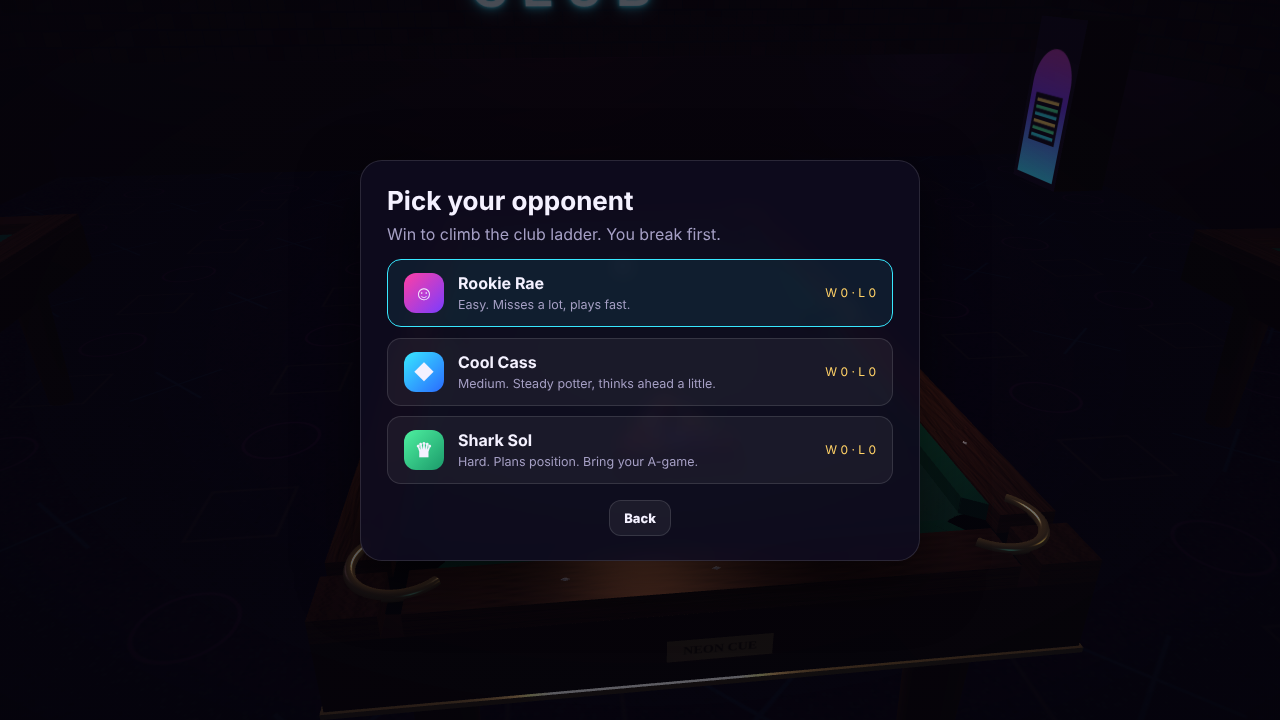 CLUB
Pick your opponent
Win to climb the club ladder. You break first.
Rookie Rae
Easy. Misses a lot, plays fast.
W 0 · L 0
Cool Cass
Medium. Steady potter, thinks ahead a little.
W 0 · L 0
Shark Sol
Hard. Plans position. Bring your A-game.
W 0 · L 0
Back
NEON CUE